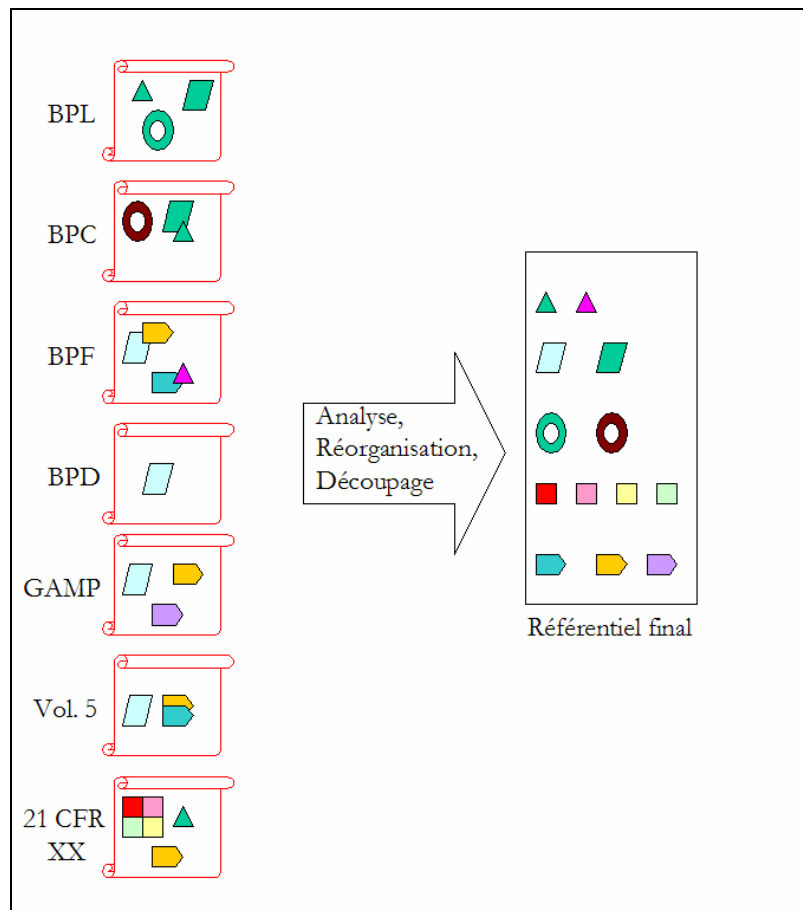 BPL
BPC
BPF
BPD
GAMP
Vol. 5
21 CFR
XX
Analyse,
Réorganisation,
Découpage
Référentiel final